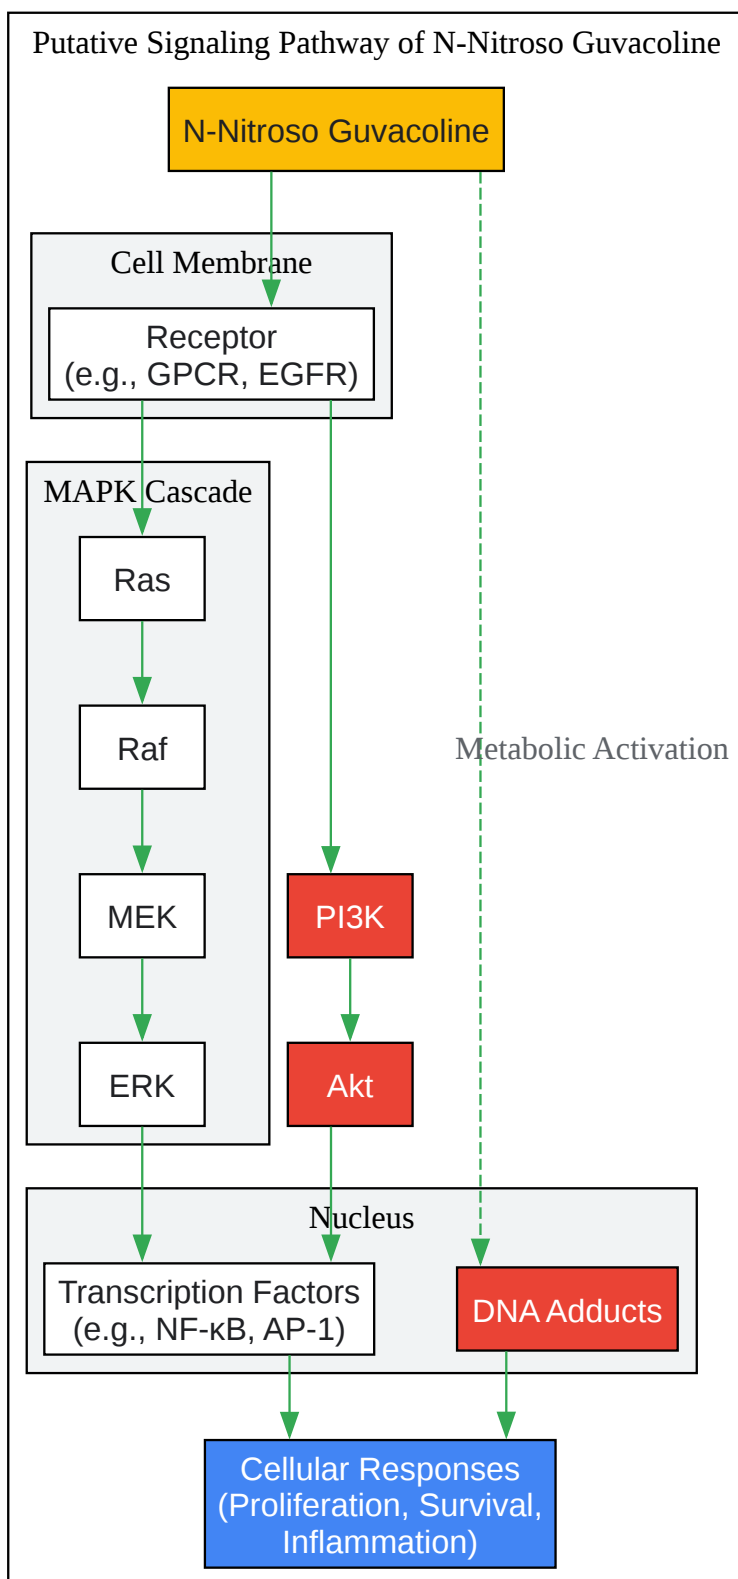 Putative Signaling Pathway of N-Nitroso Guvacoline
N-Nitroso Guvacoline
Cell Membrane
Receptor
(e.g., GPCR, EGFR)
MAPK Cascade
Ras
Raf
Metabolic Activation
MEK
PI3K
ERK
Akt
Nucleus
Transcription Factors
(e.g., NF-κB, AP-1)
DNA Adducts
Cellular Responses
(Proliferation, Survival,
Inflammation)